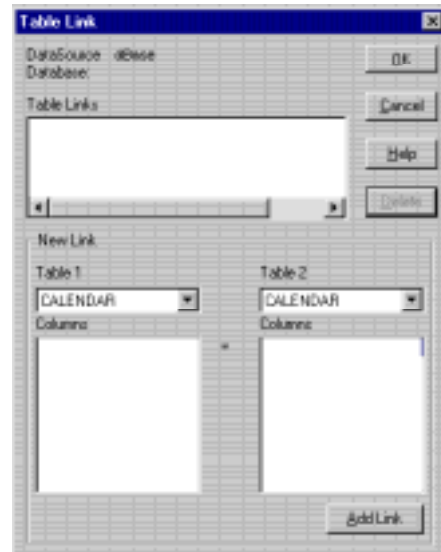 Table Link
DataSource dBase
Database:
OK
Table Links
Cancel
Help
Delete
New Link
Table 1 Table 2
CALENDAR CALENDAR
Columns Columns
=
Add Link